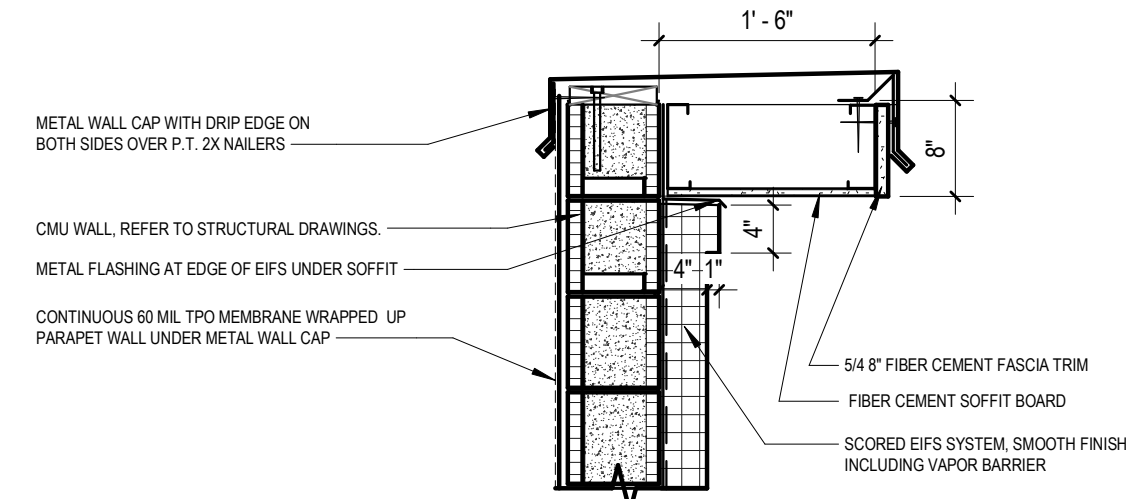 1' - 6"
METAL WALL CAP WITH DRIP EDGE ON
BOTH SIDES OVER P.T. 2X NAILERS
8"
CMU WALL, REFER TO STRUCTURAL DRAWINGS.
4"
METAL FLASHING AT EDGE OF EIFS UNDER SOFFIT
4" 1"
CONTINUOUS 60 MIL TPO MEMBRANE WRAPPED UP
PARAPET WALL UNDER METAL WALL CAP
5/4 8" FIBER CEMENT FASCIA TRIM
FIBER CEMENT SOFFIT BOARD
SCORED EIFS SYSTEM, SMOOTH FINISH
INCLUDING VAPOR BARRIER